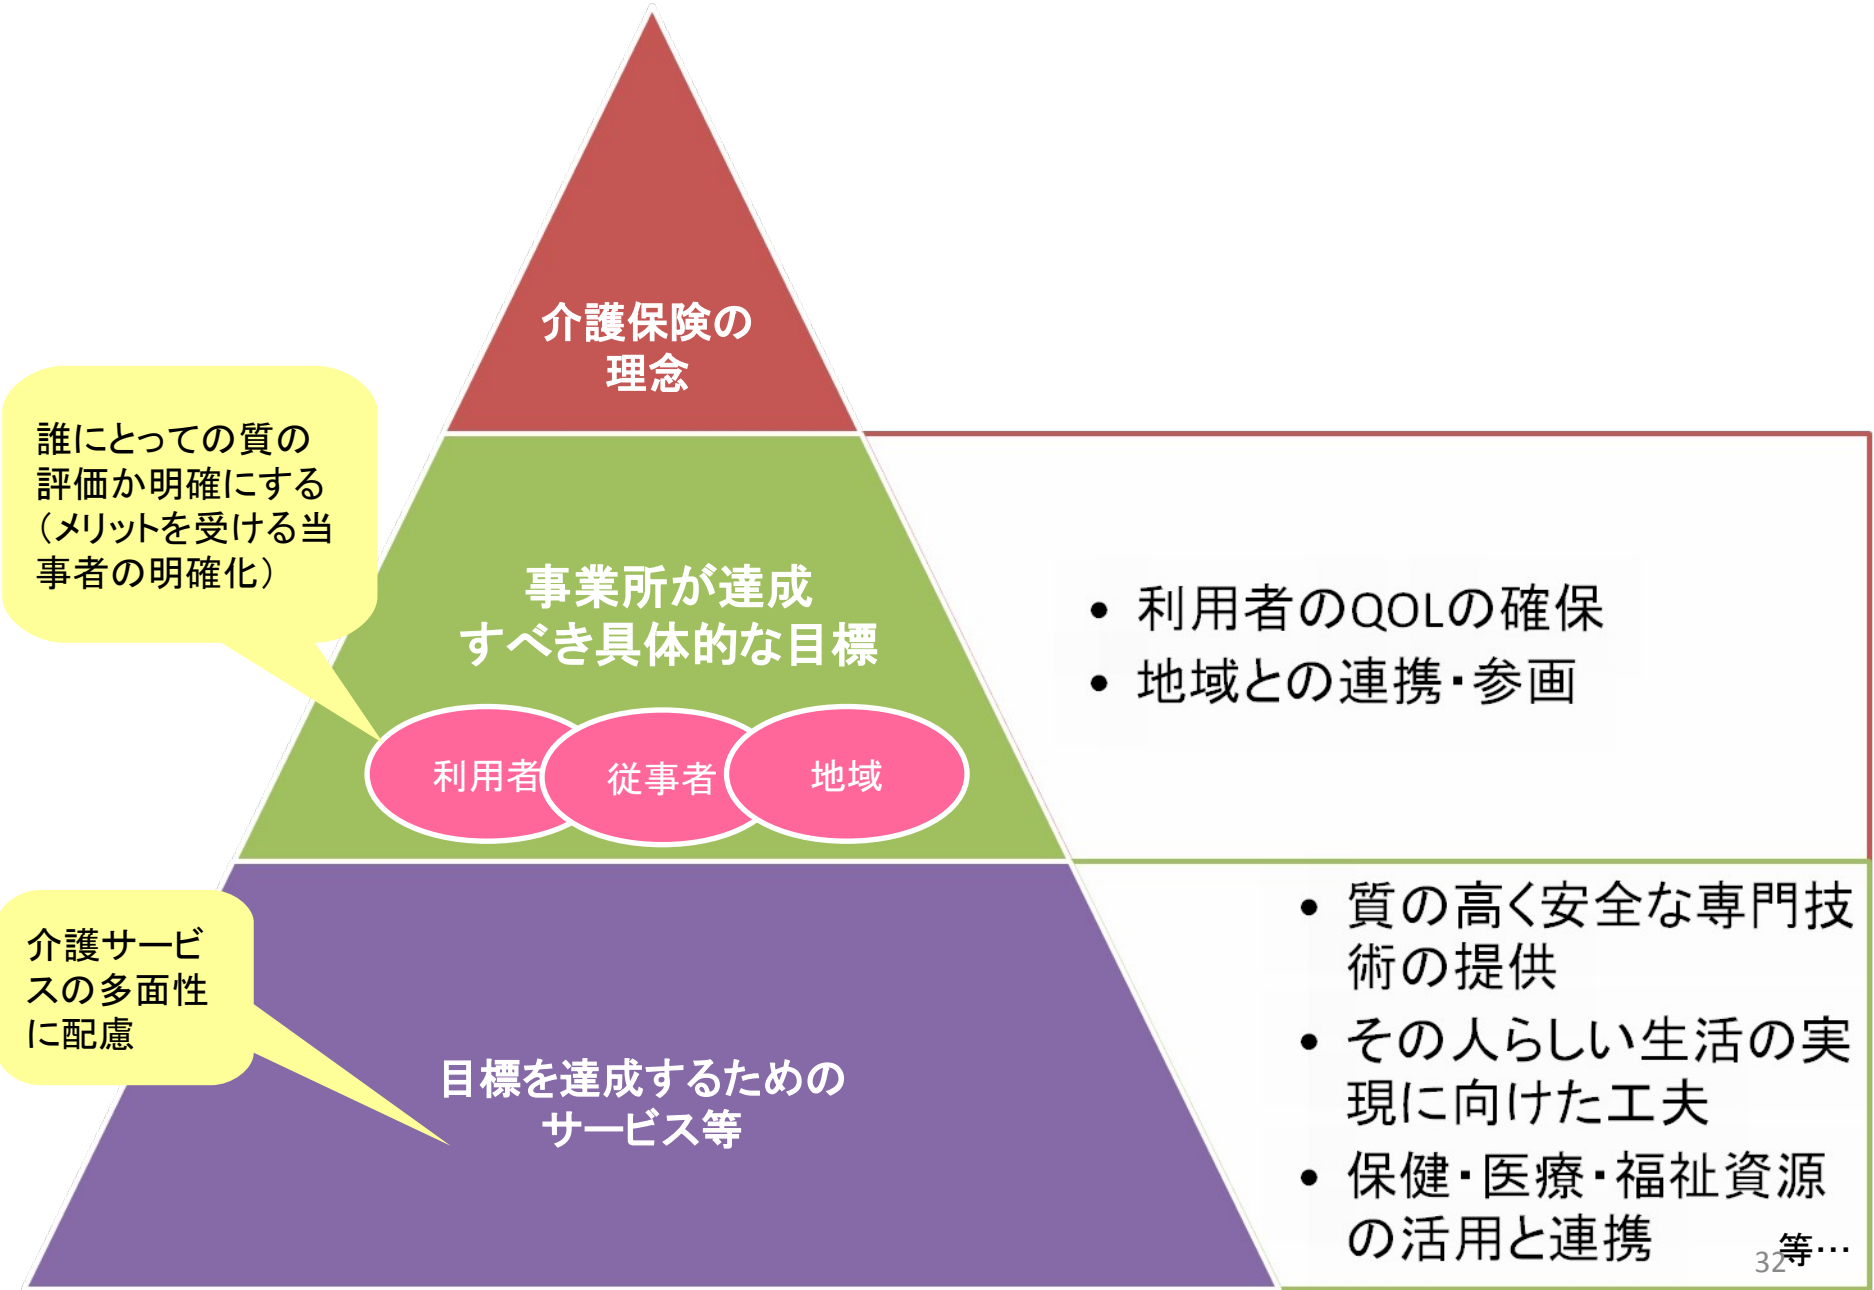 介護保険の
理念
誰にとっての質の
評価か明確にする
（メリットを受ける当
事者の明確化）
事業所が達成
すべき具体的な目標
利用者
従事者
地域
• 利用者のQOLの確保
• 地域との連携・参画
介護サービ
スの多面性
に配慮
目標を達成するための
サービス等
• 質の高く安全な専門技
術の提供
• その人らしい生活の実
現に向けた工夫
• 保健・医療・福祉資源
の活用と連携
等…
32